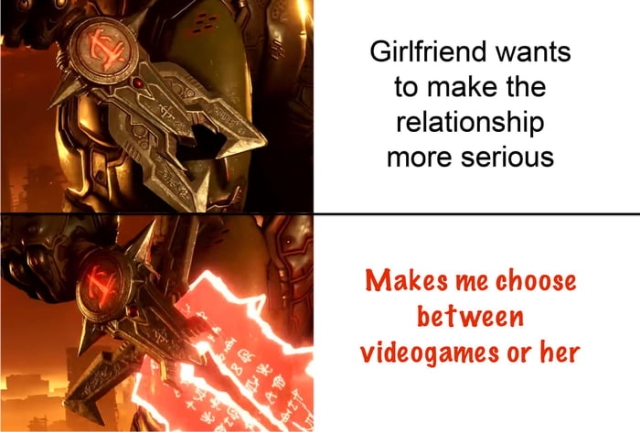 Girlfriend wants
to make the
relationship
more serious
Makes me choose
between
videogames or her